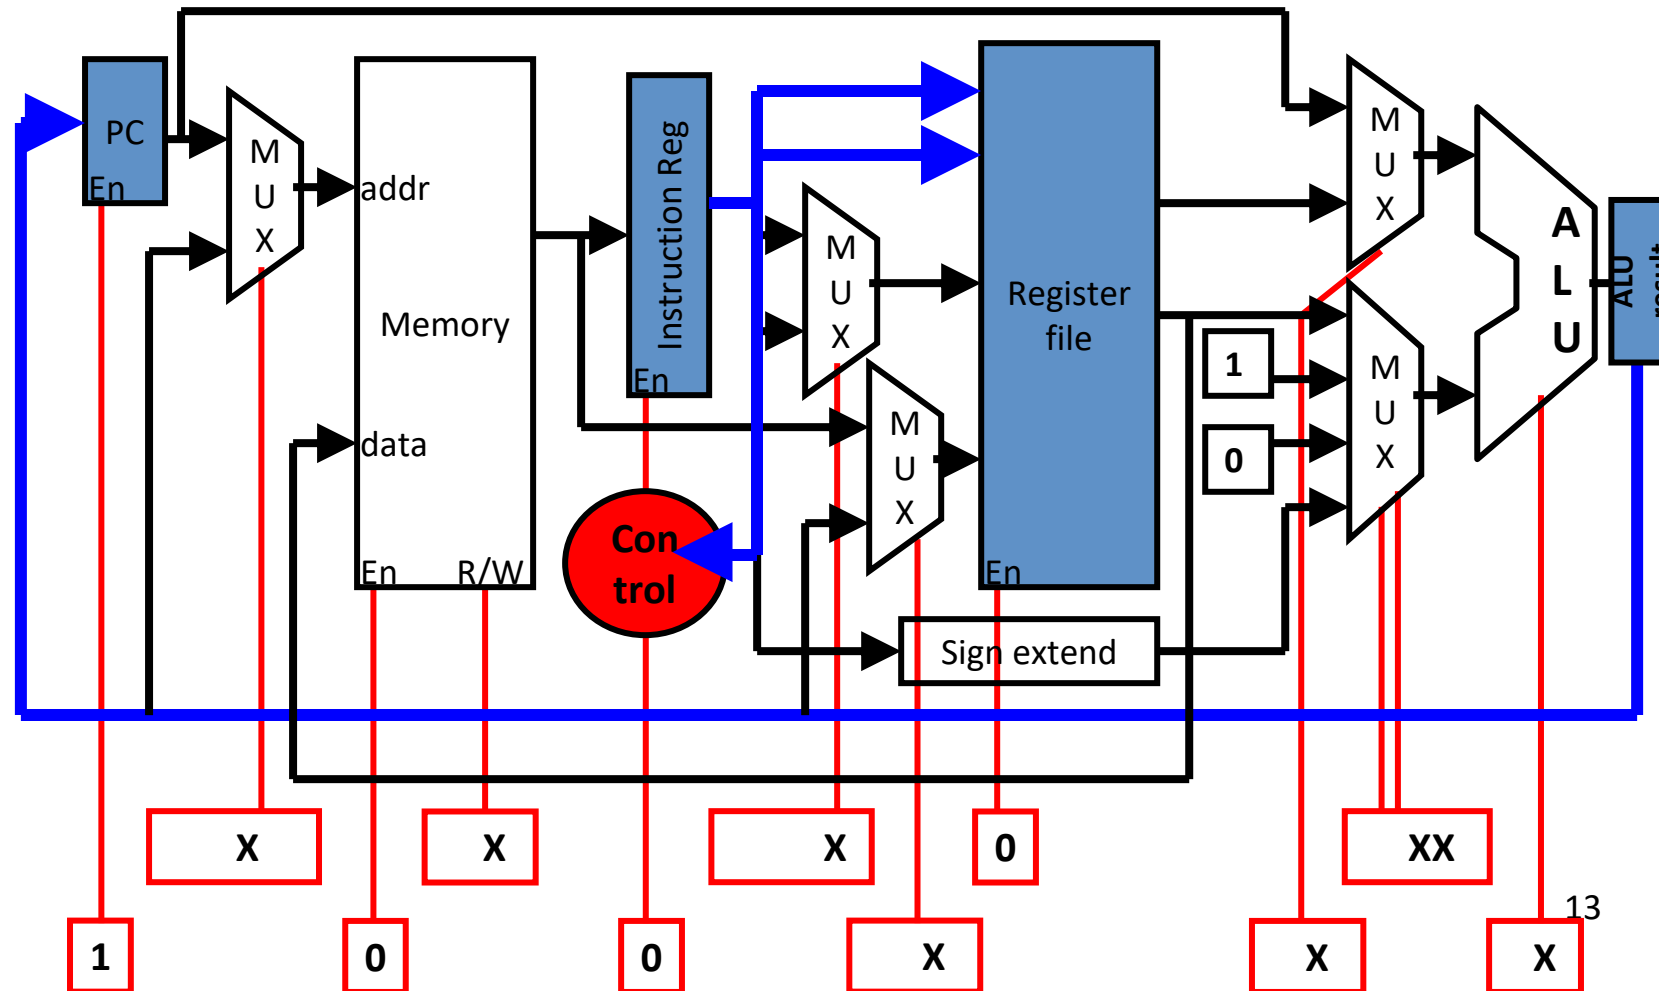 PC
En
M
U
X
addr
Memory
data
En
R/W
Instruction Reg
En
Con
trol
M
U
X
M
U
X
Register
file
En
Sign extend
1
0
M
U
X
M
U
X
A
L
U
ALU
result
X
X
X
0
XX
13
1
0
0
X
X
X